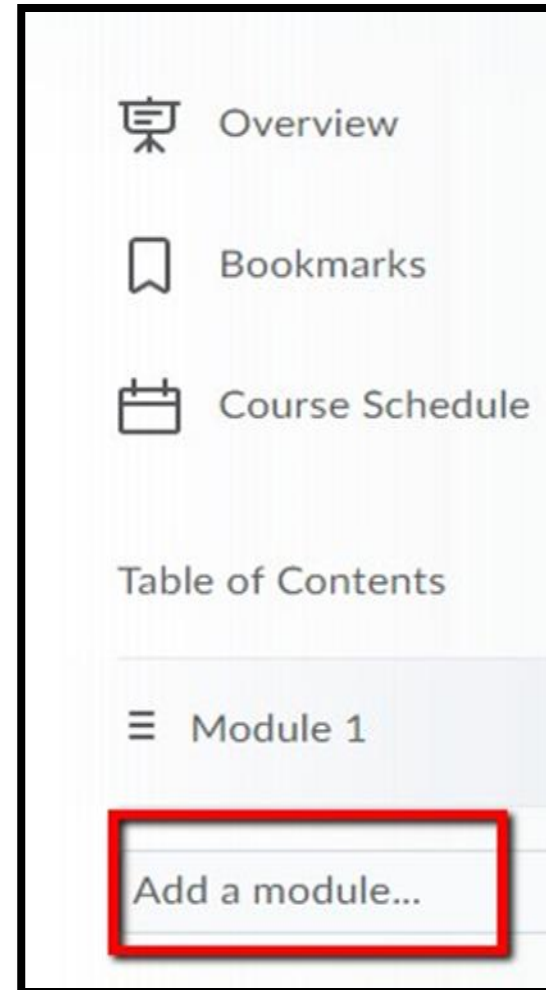 Overview
Bookmarks
Course Schedule
Table of Contents
Module 1
Add a module...